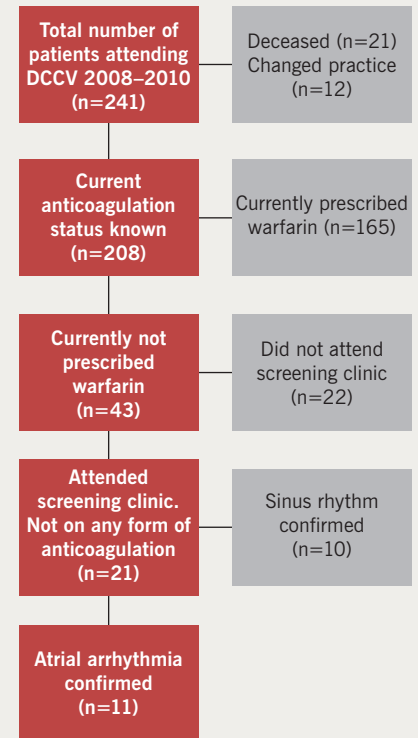 Total number of
patients attending
DCCV 2008–2010
(n=241)
Deceased (n=21)
Changed practice
(n=12)
Current
anticoagulation
status known
(n=208)
Currently prescribed
warfarin (n=165)
Currently not
prescribed
warfarin
(n=43)
Did not attend
screening clinic
(n=22)
Attended
screening clinic.
Not on any form of
anticoagulation
(n=21)
Sinus rhythm
confirmed
(n=10)
Atrial arrhythmia
confirmed
(n=11)